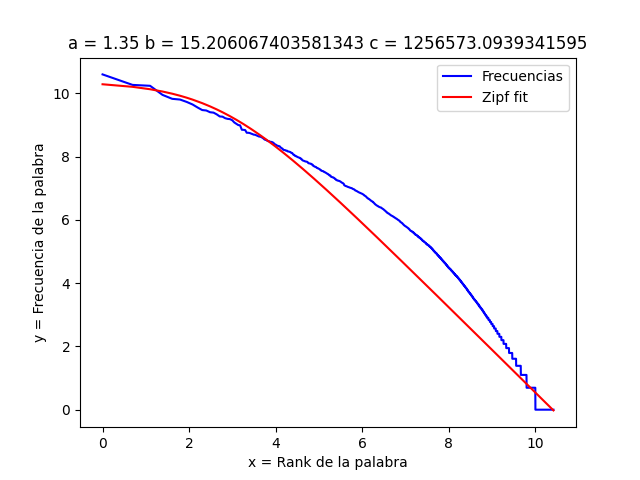 a = 1.35 b = 15.206067403581343 c = 1256573.0939341595
Frecuencias
Zipf fit
y = Frecuencia de la palabra
10
8
6
4
2
0
0 2 4 6 8 10
x = Rank de la palabra